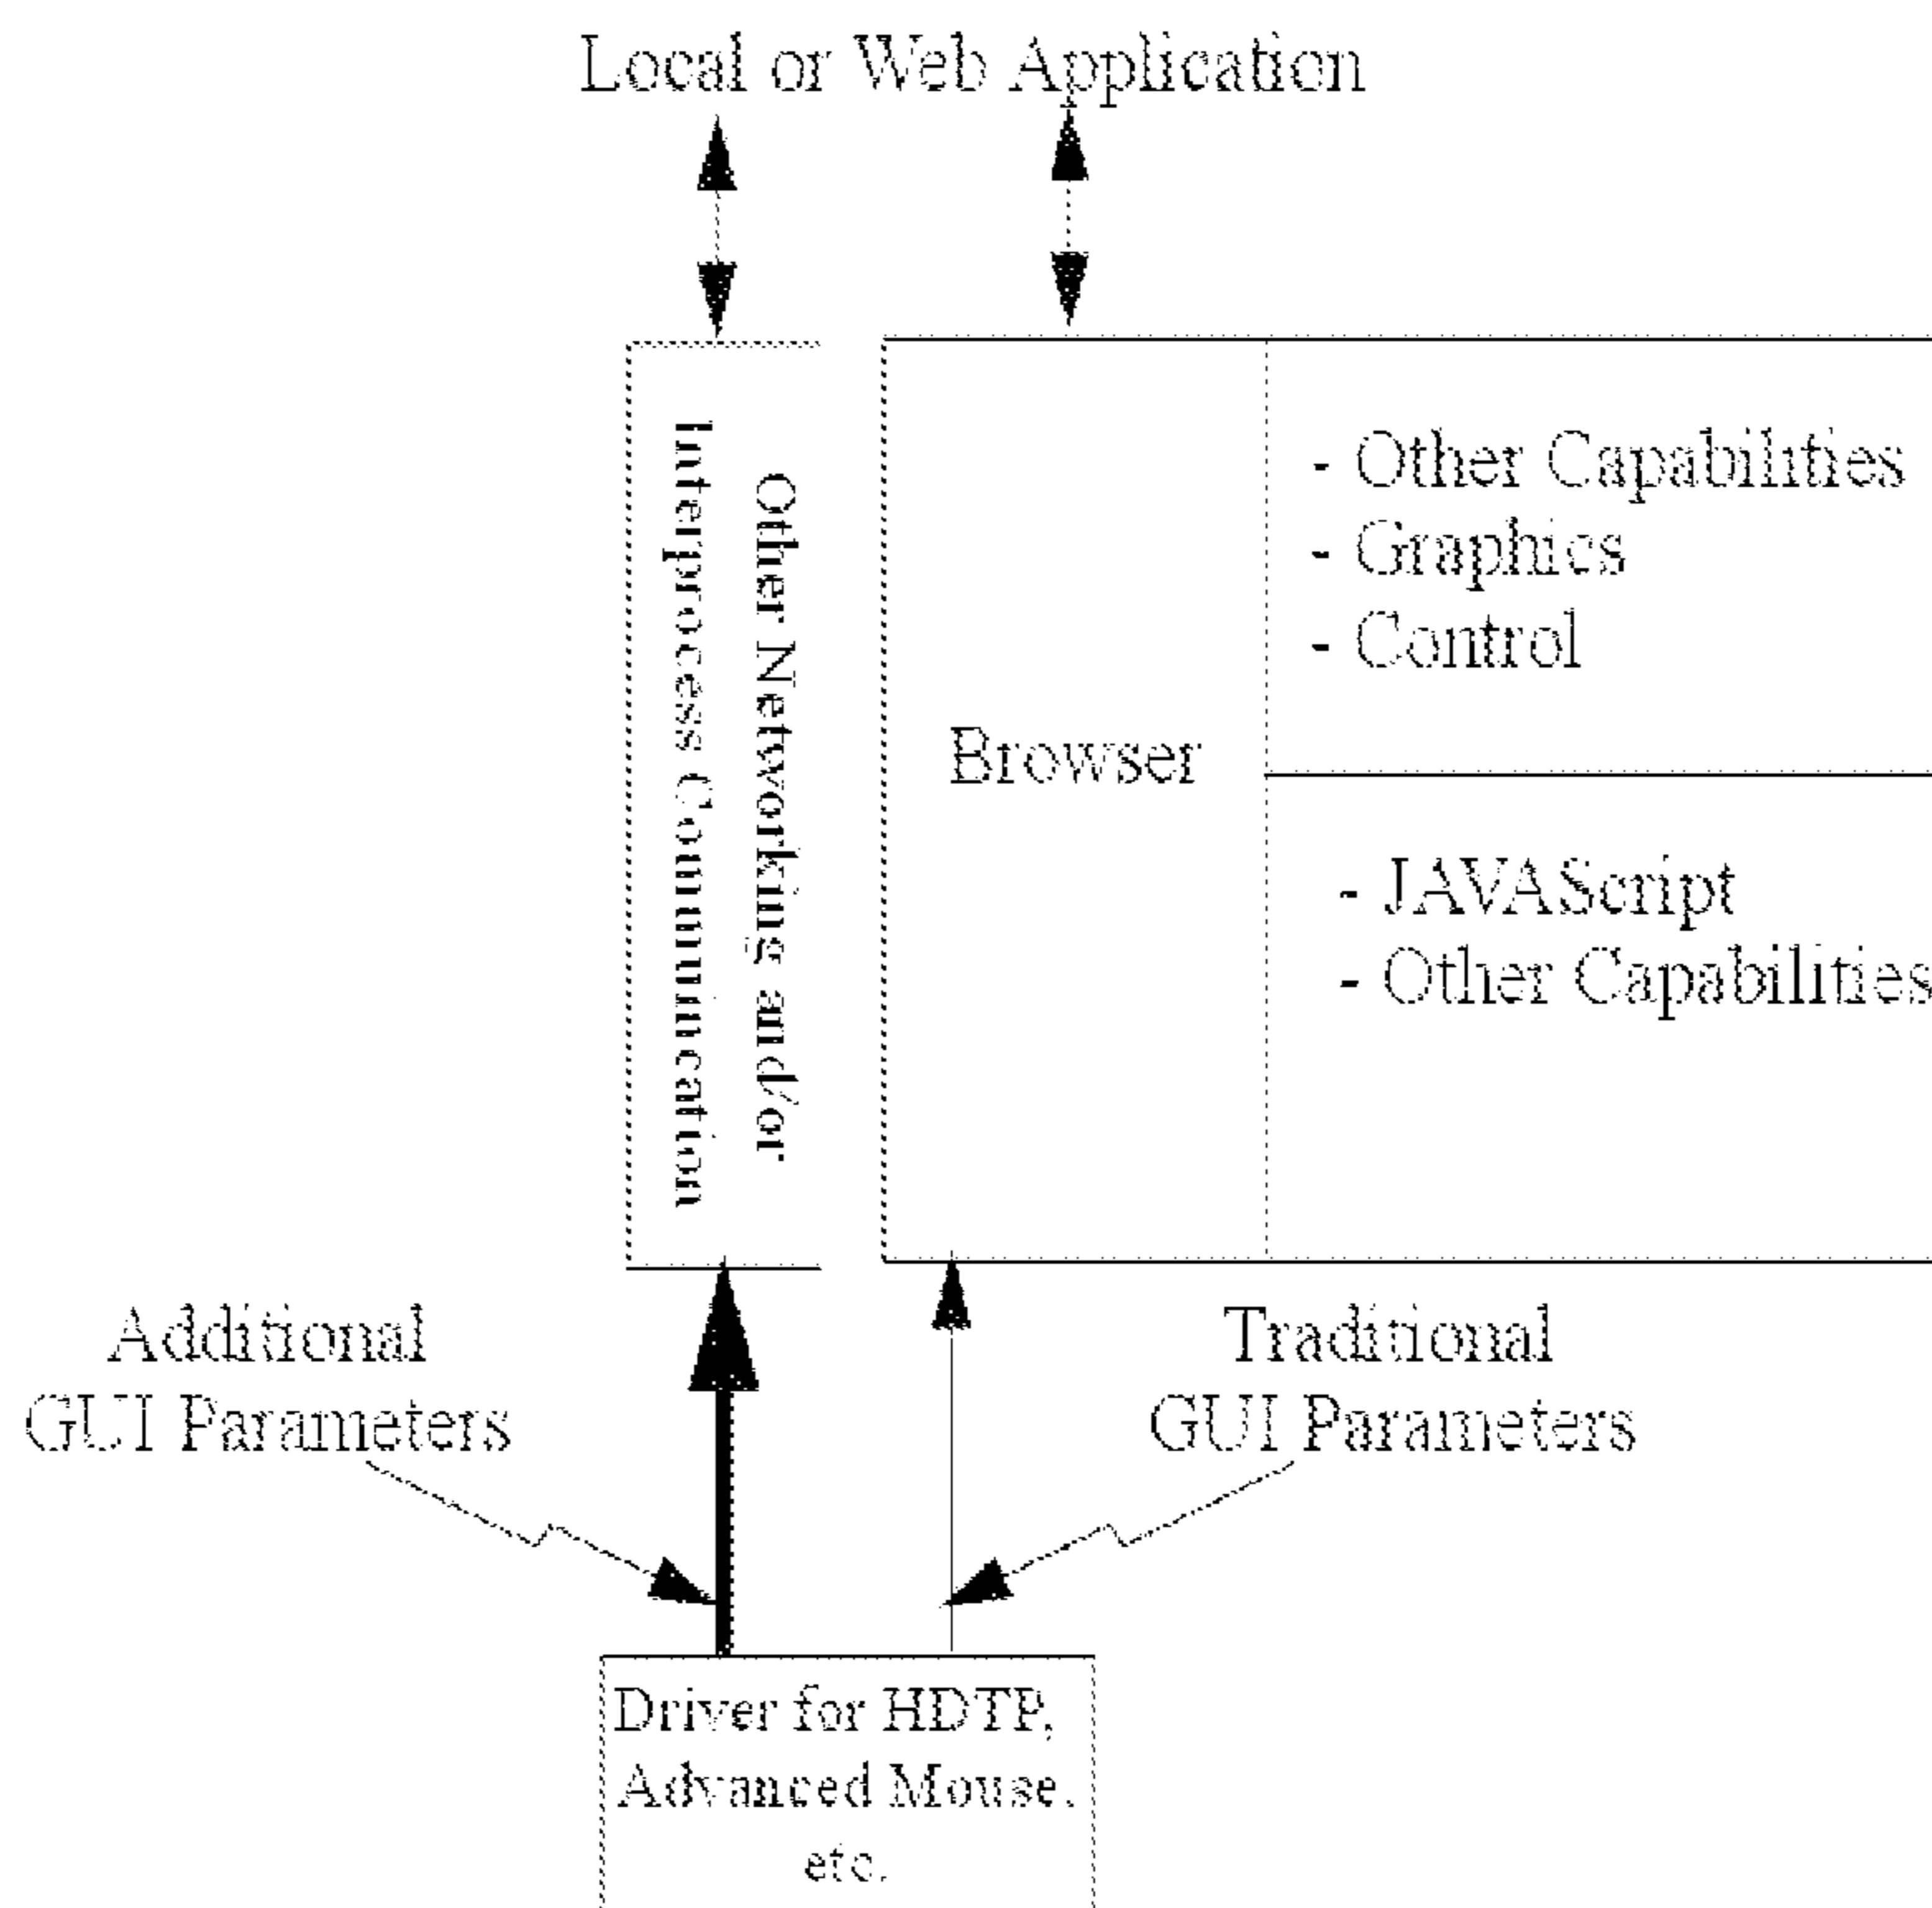 Local or Web Application
Other Networking and/or
Interprocess Communication
Browser
- Other Capabilities
- Graphics
- Control
- JAVAScript
- Other Capabilities
Additional
GUI Parameters
Traditional
GUI Parameters
Driver for HDTP,
Advanced Mouse.
etc.